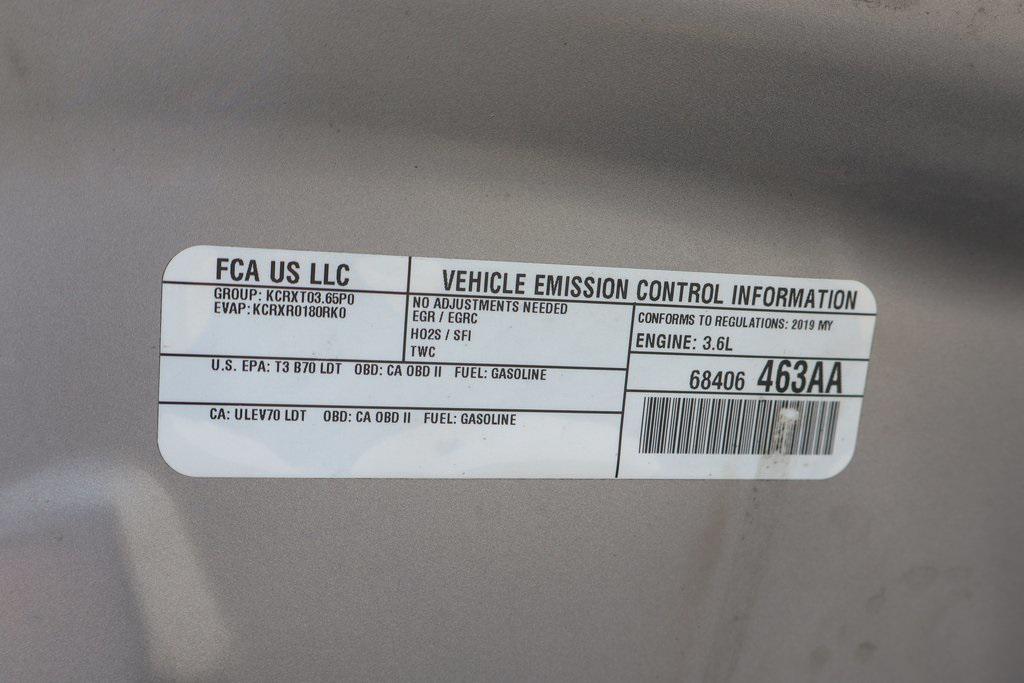 FCA US LLC
GROUP: KCRXT03.65P0
EVAP: KCRXR0180RK0
VEHICLE EMISSION CONTROL INFORMATION
NO ADJUSTMENTS NEEDED
EGR / EGRC
HO2S / SFI
TWC
CONFORMS TO REGULATIONS: 2019 MY
ENGINE: 3.6L
U.S. EPA: T3 B70 LDT OBD: CA OBD II FUEL: GASOLINE
68406 463AA
CA: ULEV70 LDT OBD: CA OBD II FUEL: GASOLINE